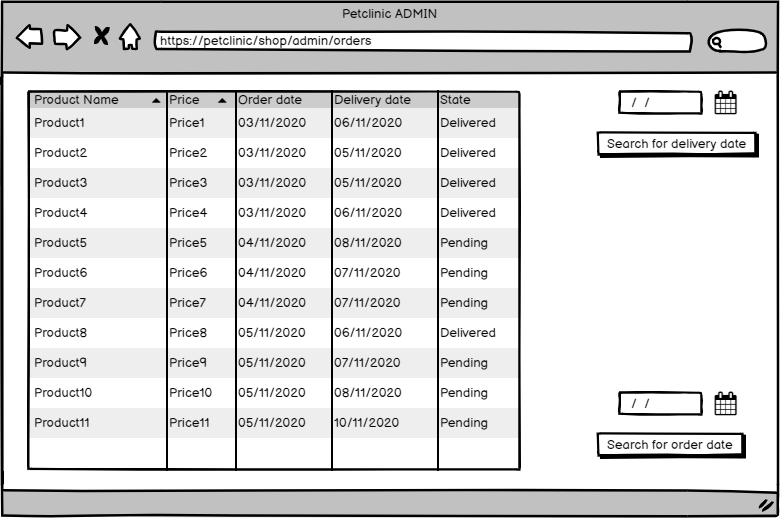 Petclinic ADMIN
https://petclinic/shop/admin/orders
Product Name Price Order date Delivery date State
Product1 Price1 03/11/2020 06/11/2020 Delivered
Product2 Price2 03/11/2020 05/11/2020 Delivered
Product3 Price3 03/11/2020 05/11/2020 Delivered
Product4 Price4 03/11/2020 06/11/2020 Delivered
Product5 Price5 04/11/2020 08/11/2020 Pending
Product6 Price6 04/11/2020 07/11/2020 Pending
Product7 Price7 04/11/2020 07/11/2020 Pending
Product8 Price8 05/11/2020 06/11/2020 Delivered
Product9 Price9 05/11/2020 07/11/2020 Pending
Product10 Price10 05/11/2020 08/11/2020 Pending
Product11 Price11 05/11/2020 10/11/2020 Pending
/ /
Search for delivery date
/ /
Search for order date